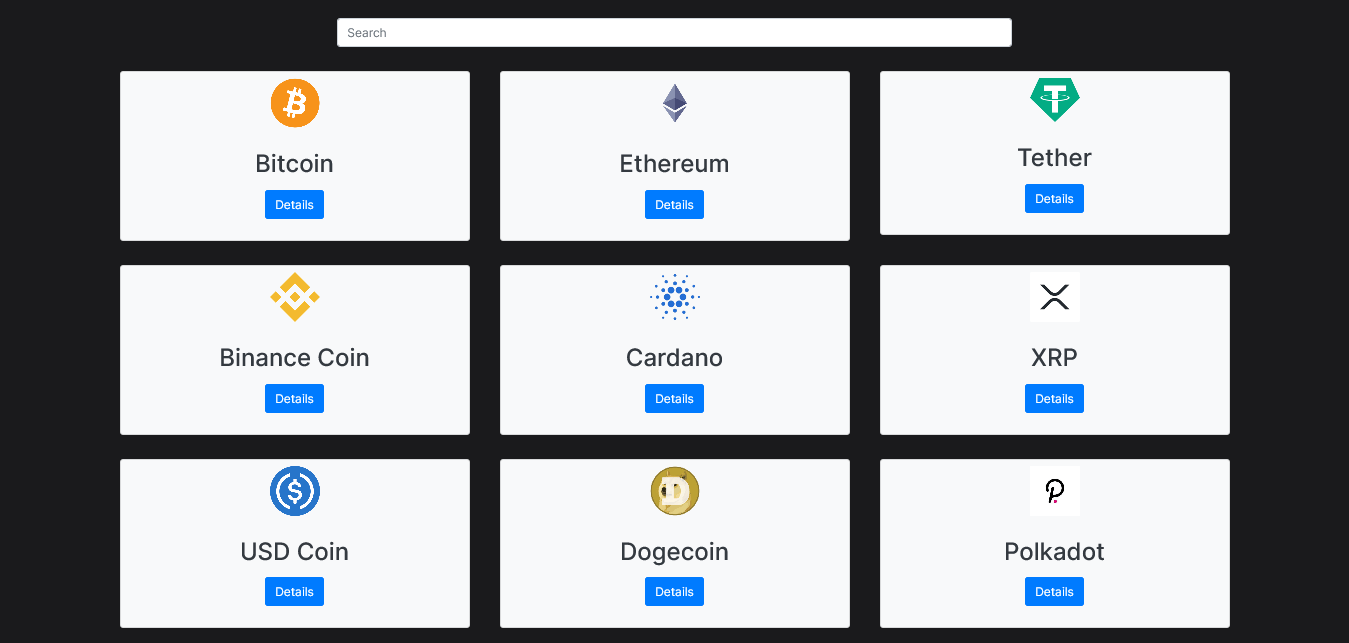 Search
Bitcoin
Details
Ethereum
Details
Tether
Details
Binance Coin
Details
Cardano
Details
XRP
Details
USD Coin
Details
Dogecoin
Details
Polkadot
Details